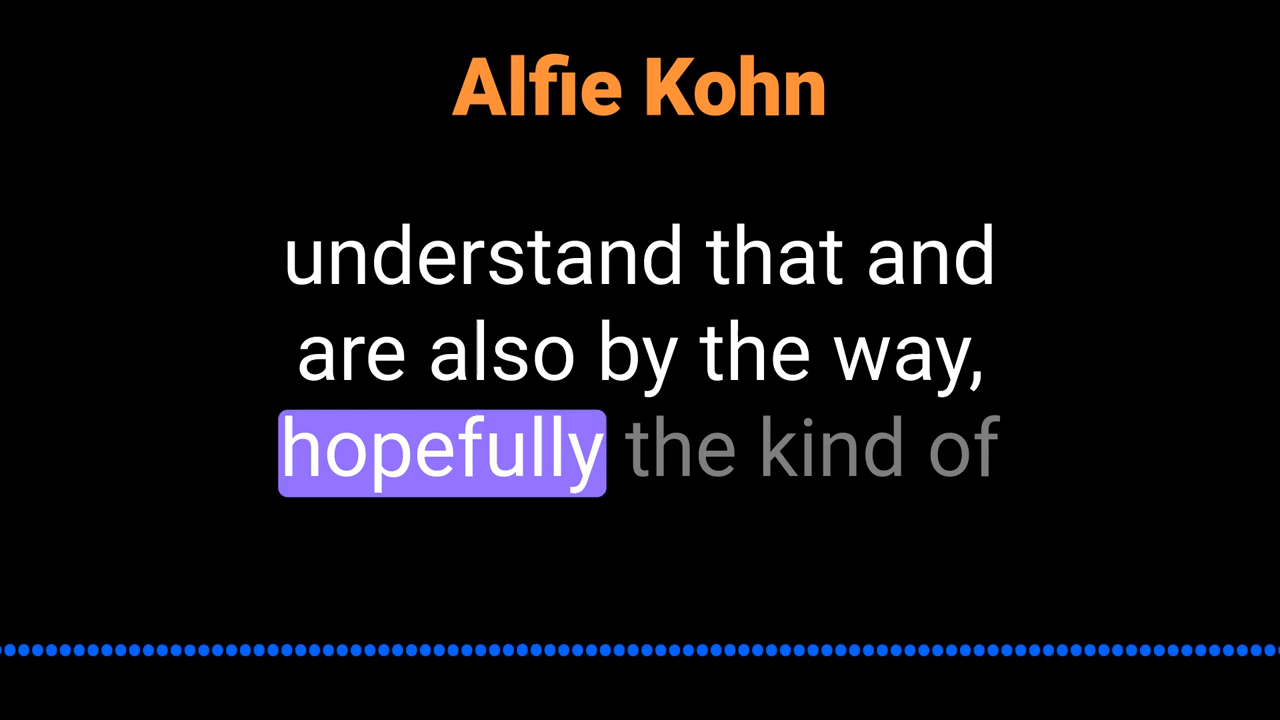 Alfie Kohn
understand that and
are also by the way,
hopefully the kind of